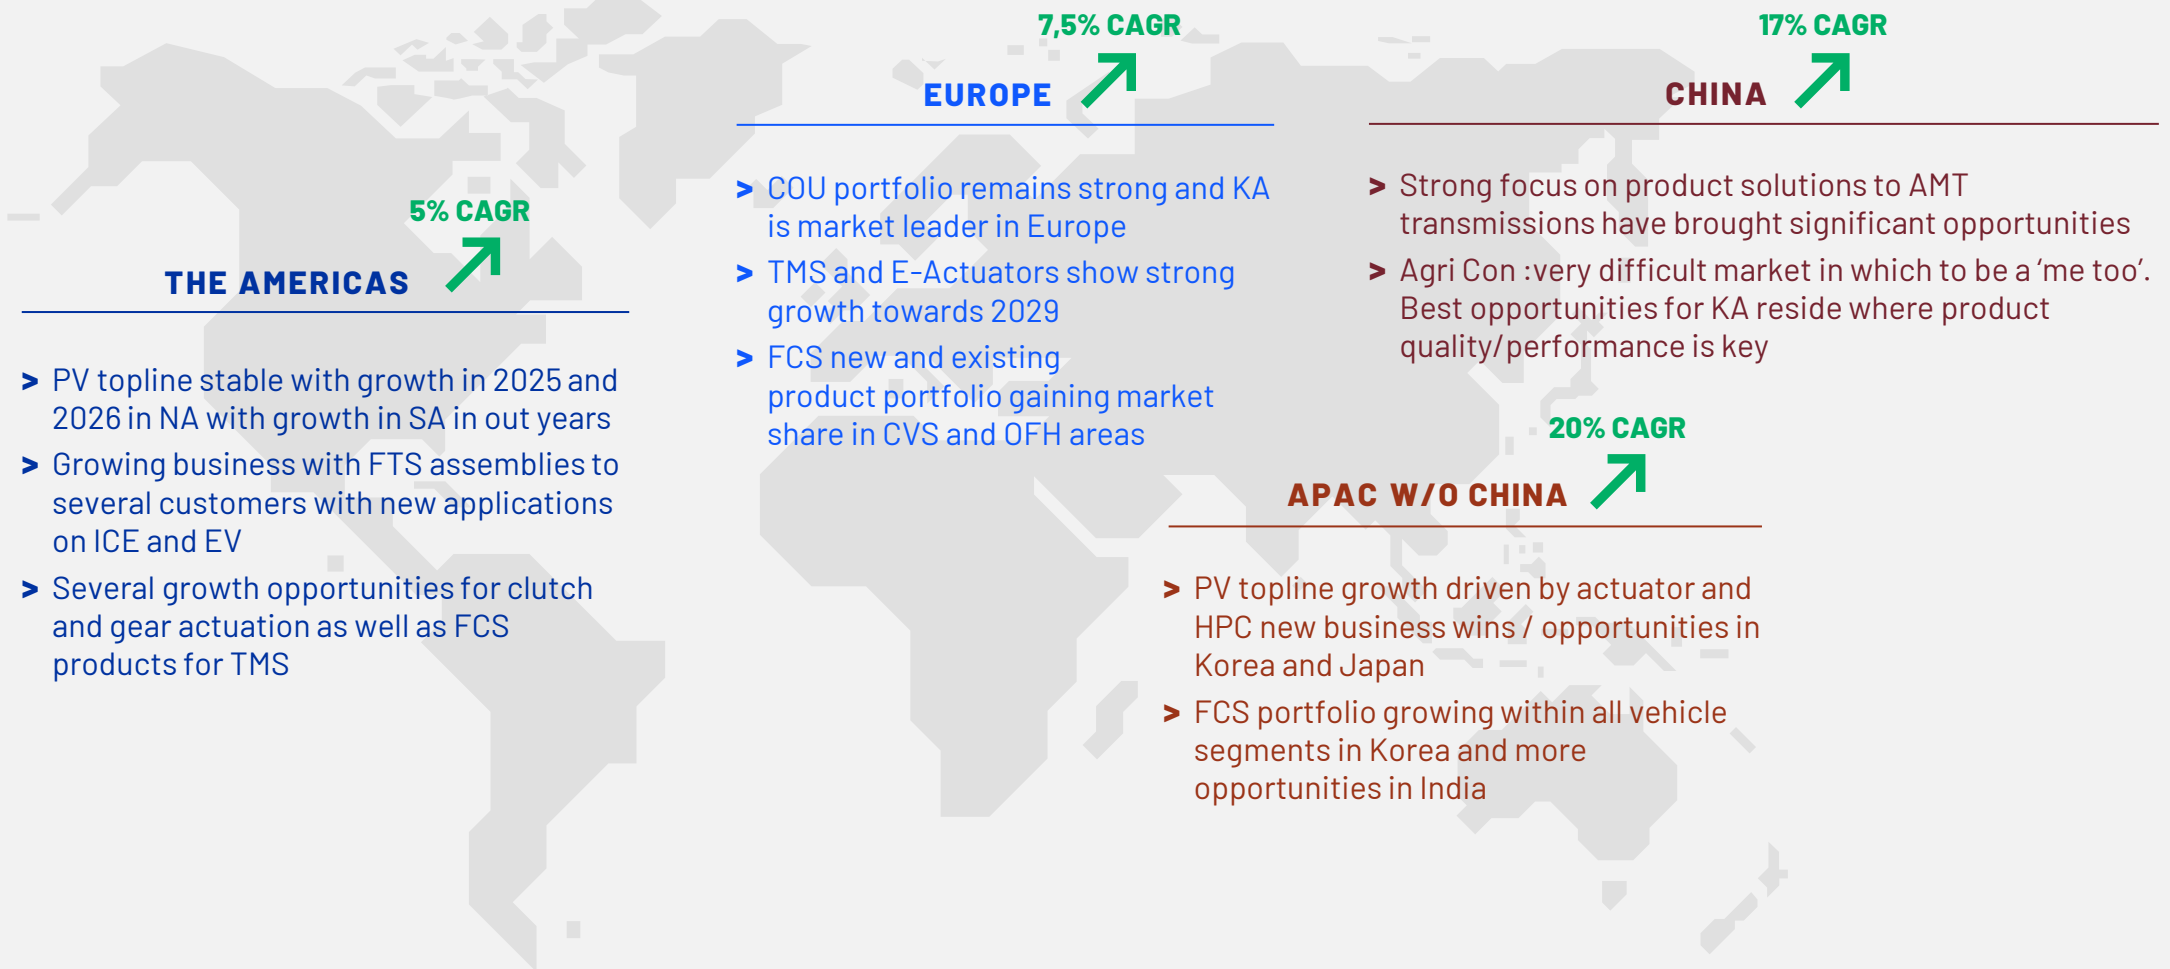 5% CAGR
THE AMERICAS
> PV topline stable with growth in 2025 and
2026 in NA with growth in SA in out years
> Growing business with FTS assemblies to
several customers with new applications
on ICE and EV
> Several growth opportunities for clutch
and gear actuation as well as FCS
products for TMS
7,5% CAGR
EUROPE
> COU portfolio remains strong and KA
is market leader in Europe
> TMS and E-Actuators show strong
growth towards 2029
> FCS new and existing
product portfolio gaining market
share in CVS and OFH areas
17% CAGR
CHINA
> Strong focus on product solutions to AMT
transmissions have brought significant opportunities
> Agri Con :very difficult market in which to be a ‘me too’.
Best opportunities for KA reside where product
quality/performance is key
20% CAGR
APAC W/O CHINA
> PV topline growth driven by actuator and
HPC new business wins / opportunities in
Korea and Japan
> FCS portfolio growing within all vehicle
segments in Korea and more
opportunities in India